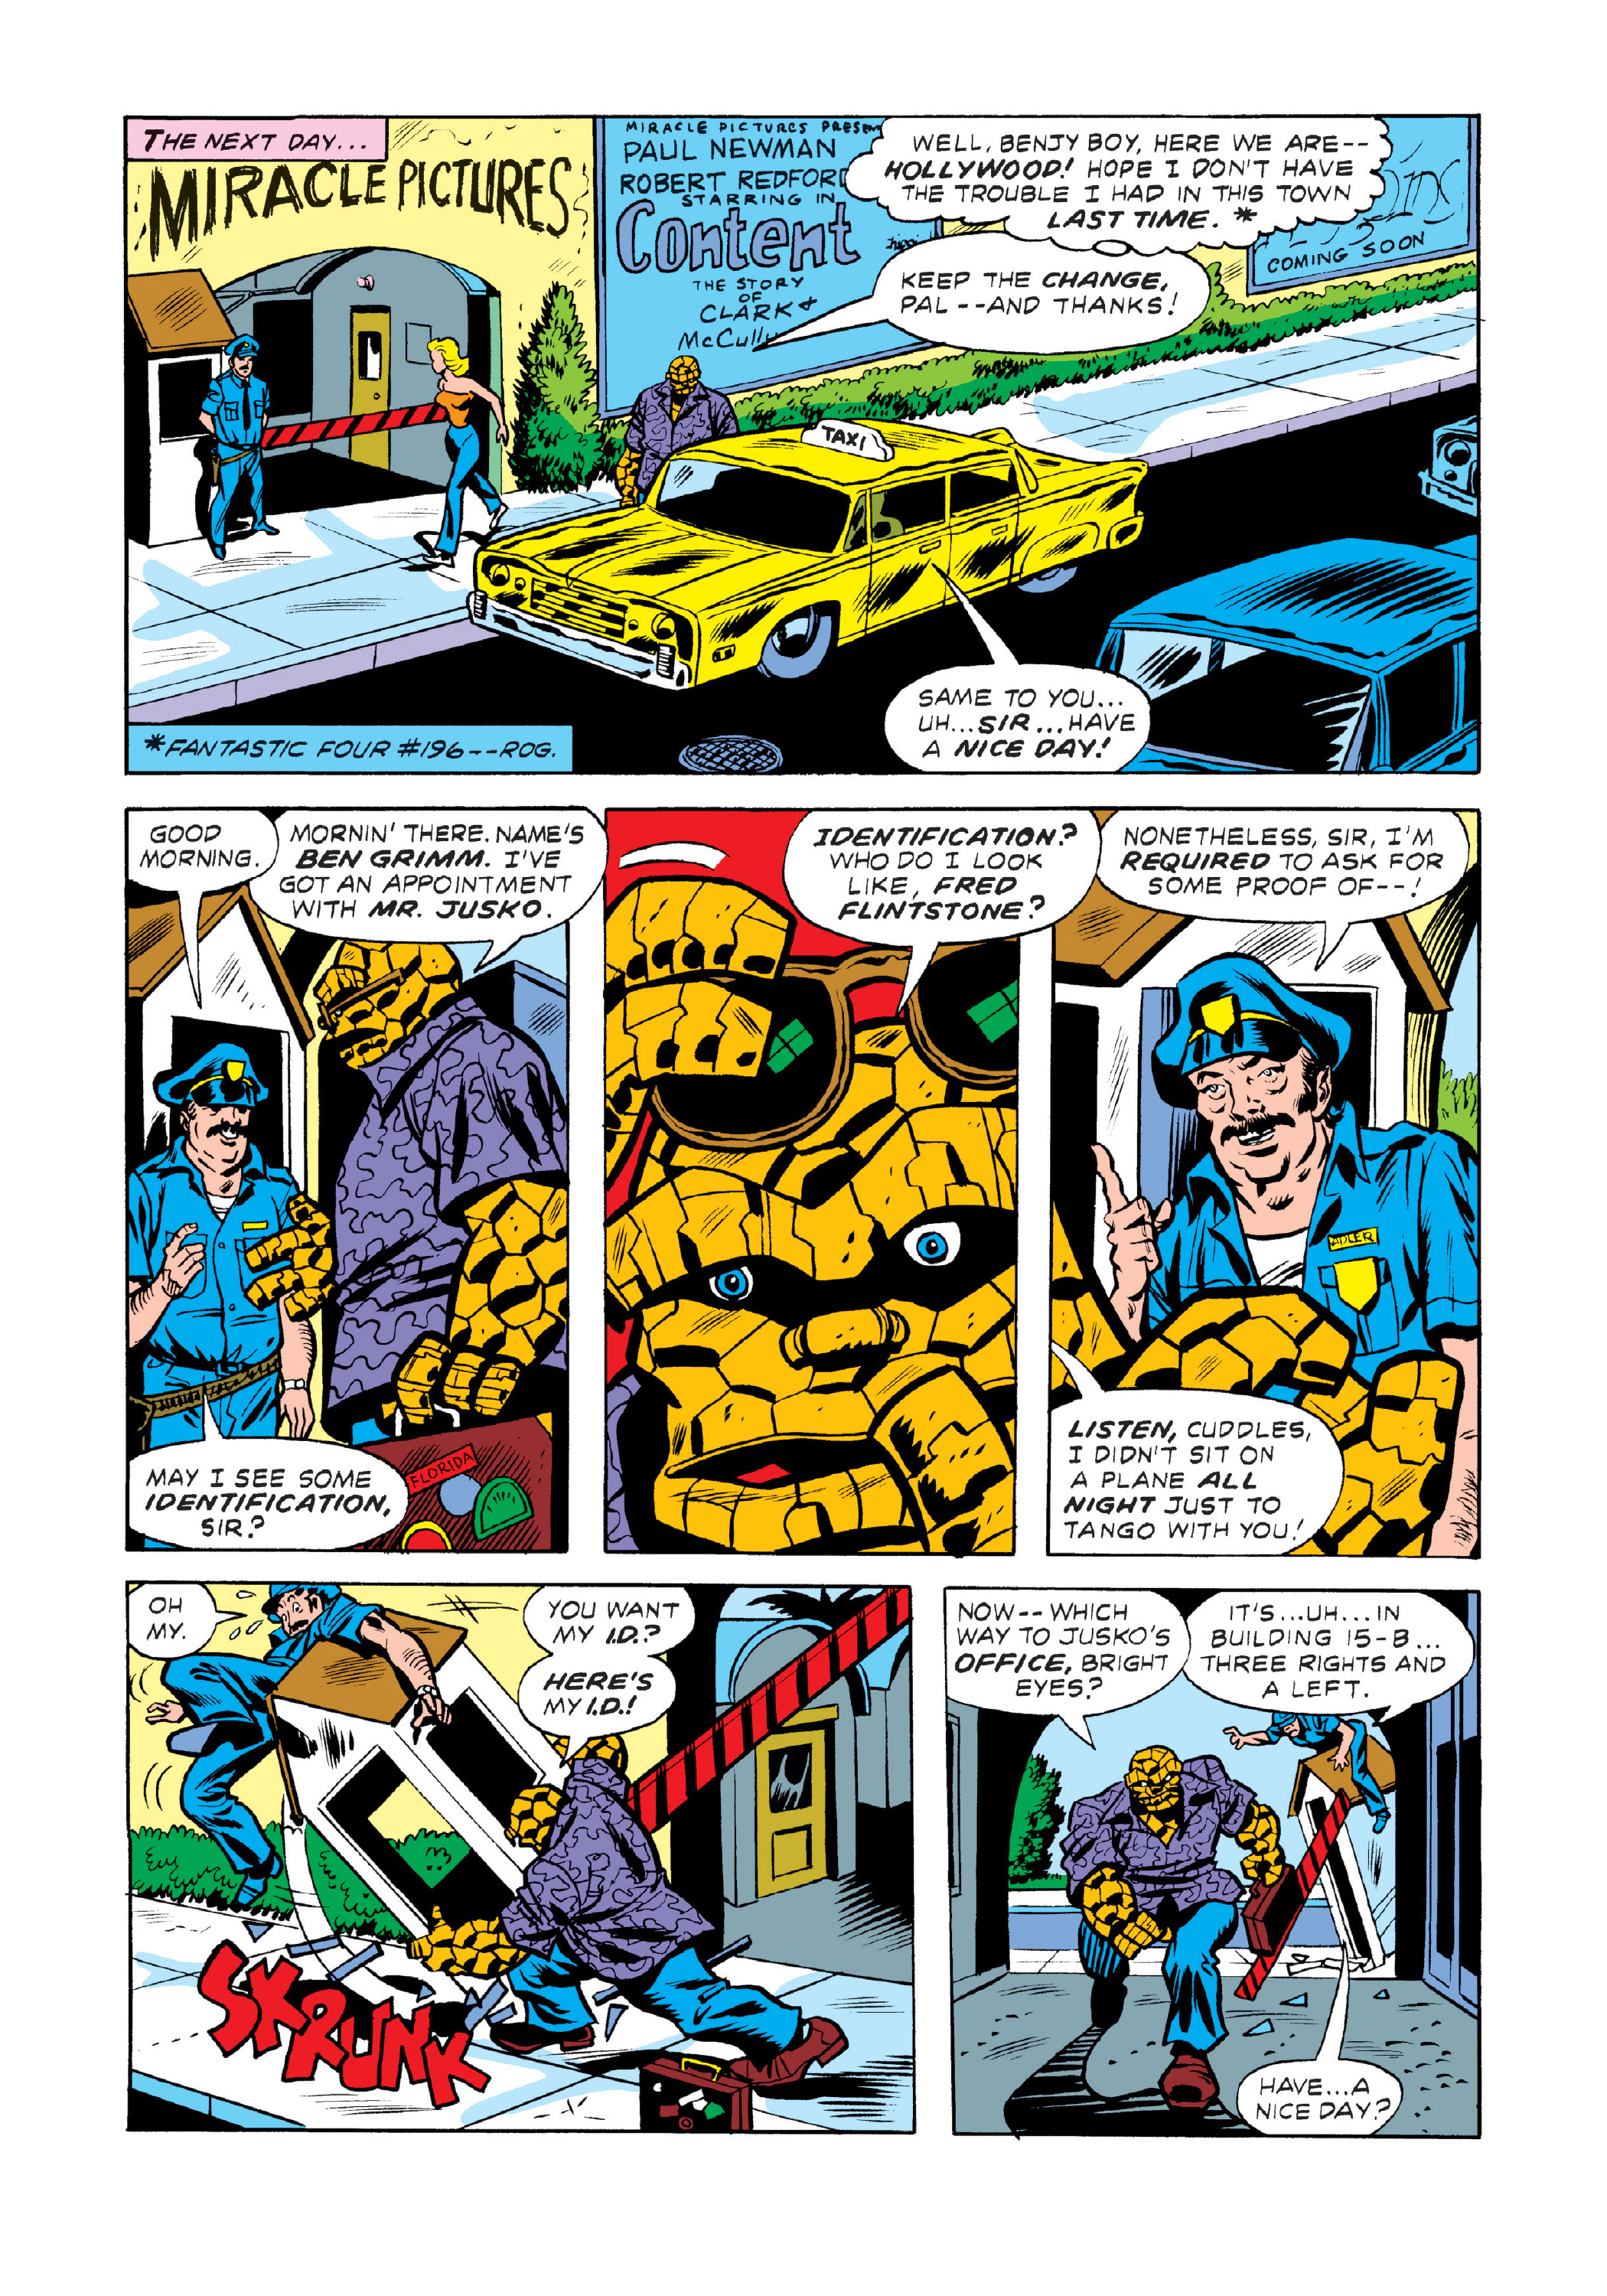 THE NEXT DAY...
MIRACLE PICTURES
MIRACLE PICTURES PRESEN
PAUL NEWMAN
ROBERT REDFORD
STARRING IN
Content
THE STORY
OF
CLARK &
McCully
WELL, BENJY BOY, HERE WE ARE--
HOLLYWOOD! HOPE I DON'T HAVE
THE TROUBLE I HAD IN THIS TOWN
LAST TIME. *
COMING SOON
KEEP THE CHANGE,
PAL--AND THANKS!
TAXI
SAME TO YOU...
UH...SIR...HAVE
A NICE DAY!
*FANTASTIC FOUR #196--ROG.
GOOD
MORNING.
MORNIN' THERE. NAME'S
BEN GRIMM. I'VE
GOT AN APPOINTMENT
WITH MR. JUSKO.
MAY I SEE SOME
IDENTIFICATION,
SIR?
FLORIDA
IDENTIFICATION?
WHO DO I LOOK
LIKE, FRED
FLINTSTONE?
NONETHELESS, SIR, I'M
REQUIRED TO ASK FOR
SOME PROOF OF--!
ADLER
LISTEN, CUDDLES,
I DIDN'T SIT ON
A PLANE ALL
NIGHT JUST TO
TANGO WITH YOU!
OH
MY.
YOU WANT
MY I.D.?
HERE'S
MY I.D.!
SKRUNK
NOW--WHICH
WAY TO JUSKO'S
OFFICE, BRIGHT
EYES?
IT'S...UH...IN
BUILDING 15-B...
THREE RIGHTS AND
A LEFT.
HAVE...A
NICE DAY?